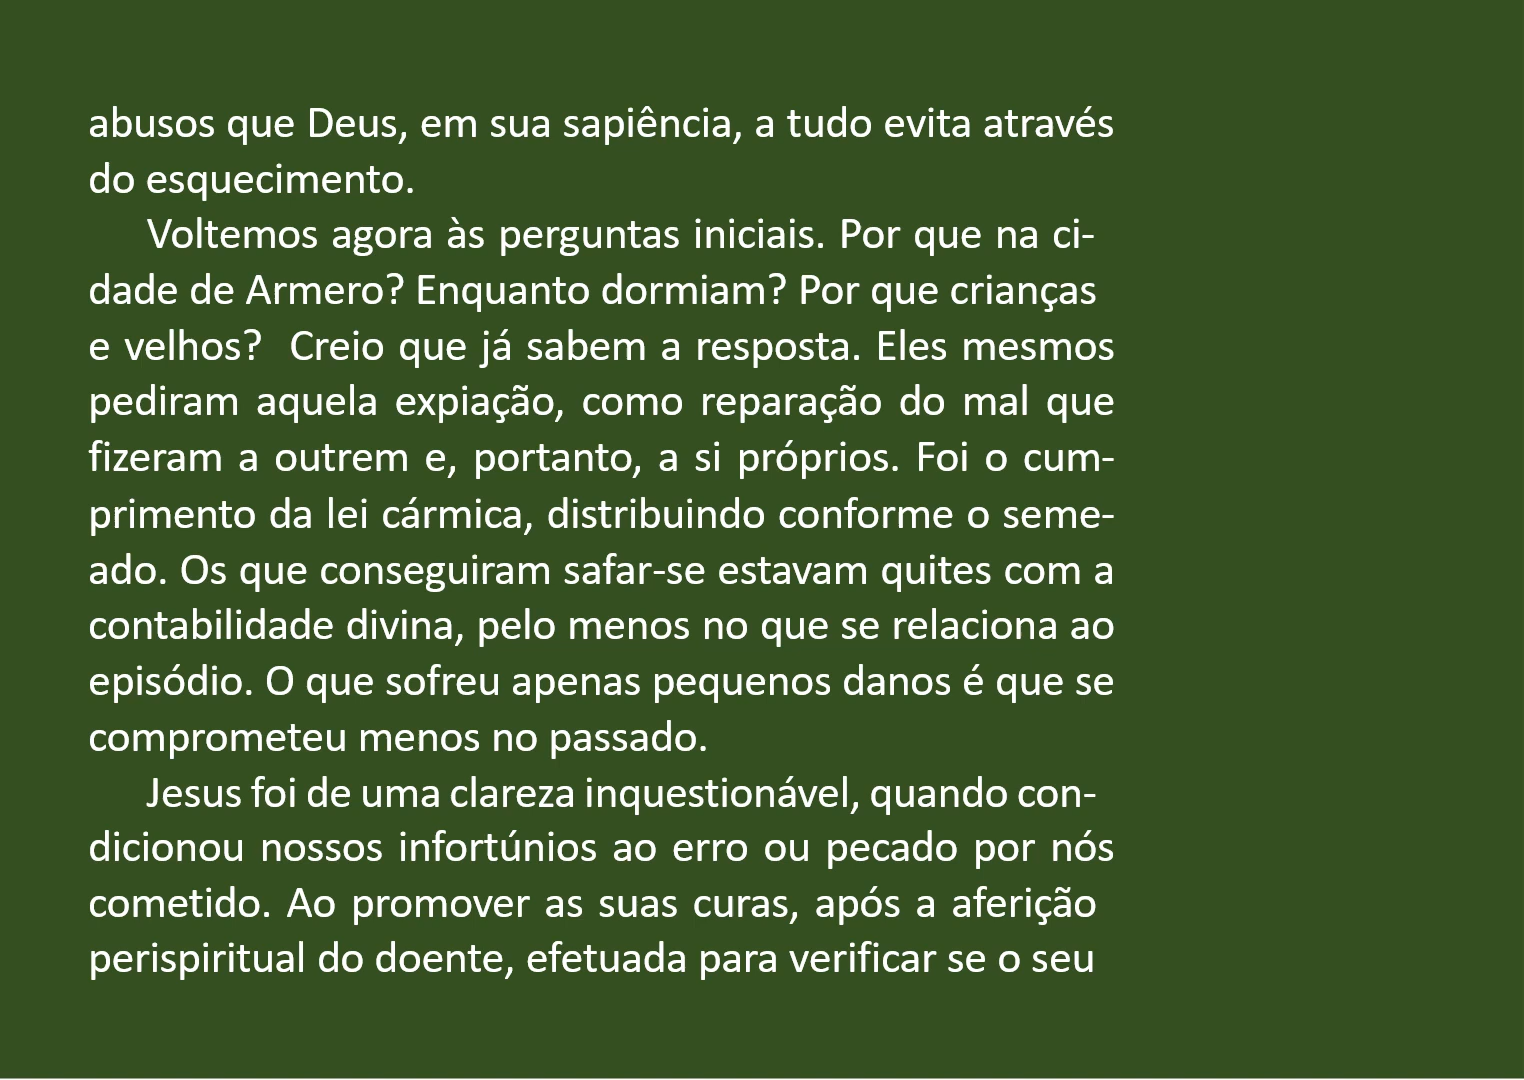 abusos que Deus, em sua sapiência, a tudo evita através
do esquecimento.
Voltemos agora às perguntas iniciais. Por que na ci-
dade de Armero? Enquanto dormiam? Por que crianças
e velhos? Creio que já sabem a resposta. Eles mesmos
pediram aquela expiação, como reparação do mal que
fizeram a outrem e, portanto, a si próprios. Foi o cum-
primento da lei cármica, distribuindo conforme o seme-
ado. Os que conseguiram safar-se estavam quites com a
contabilidade divina, pelo menos no que se relaciona ao
episódio. O que sofreu apenas pequenos danos é que se
comprometeu menos no passado.
Jesus foi de uma clareza inquestionável, quando con-
dicionou nossos infortúnios ao erro ou pecado por nós
cometido. Ao promover as suas curas, após a aferição
perispiritual do doente, efetuada para verificar se o seu